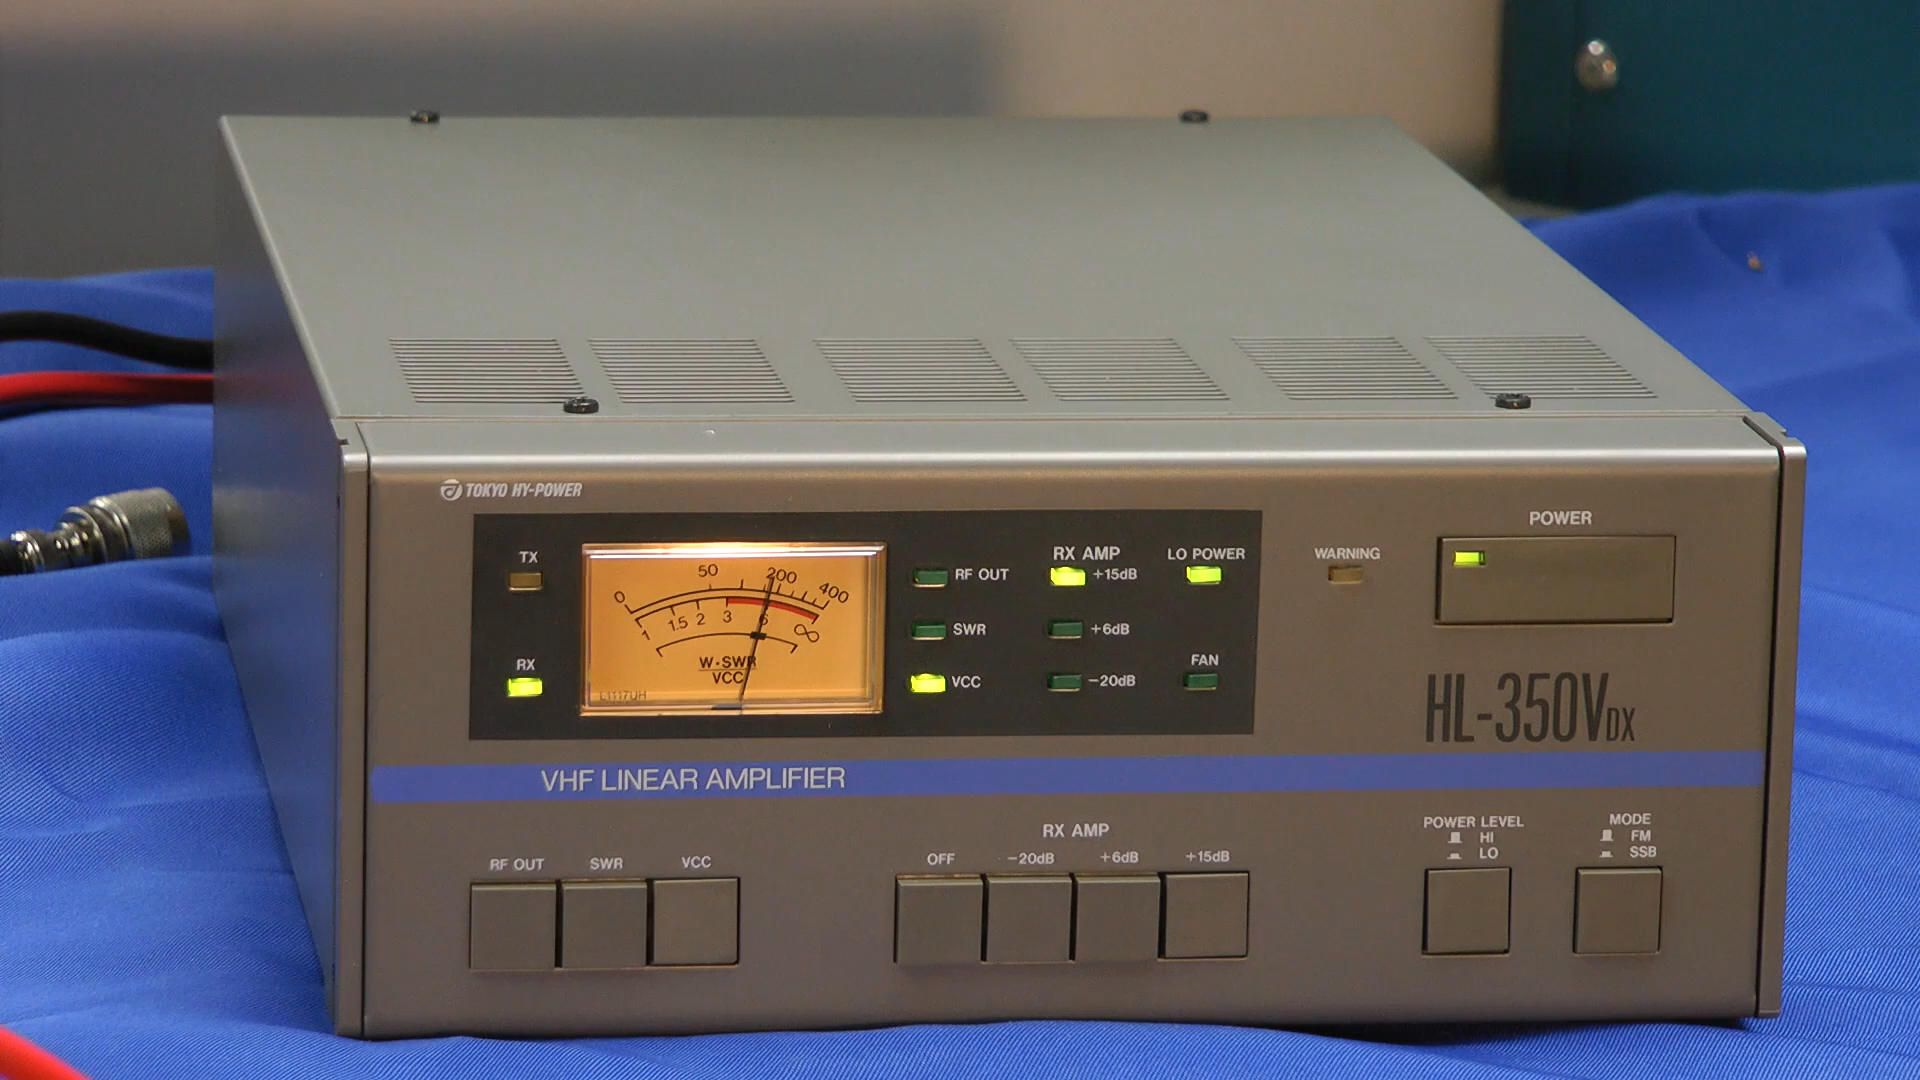 TOKYO HY-POWER
TX
RX
0 50 200 400
1 1.5 2 3 6 ∞
W-SWR
VCC
L1117UH
RF OUT
SWR
VCC
RX AMP
+15dB
+6dB
-20dB
LO POWER
FAN
WARNING
POWER
HL-350VDX
VHF LINEAR AMPLIFIER
RF OUT SWR VCC
RX AMP
OFF -20dB +6dB +15dB
POWER LEVEL
HI
LO
MODE
FM
SSB